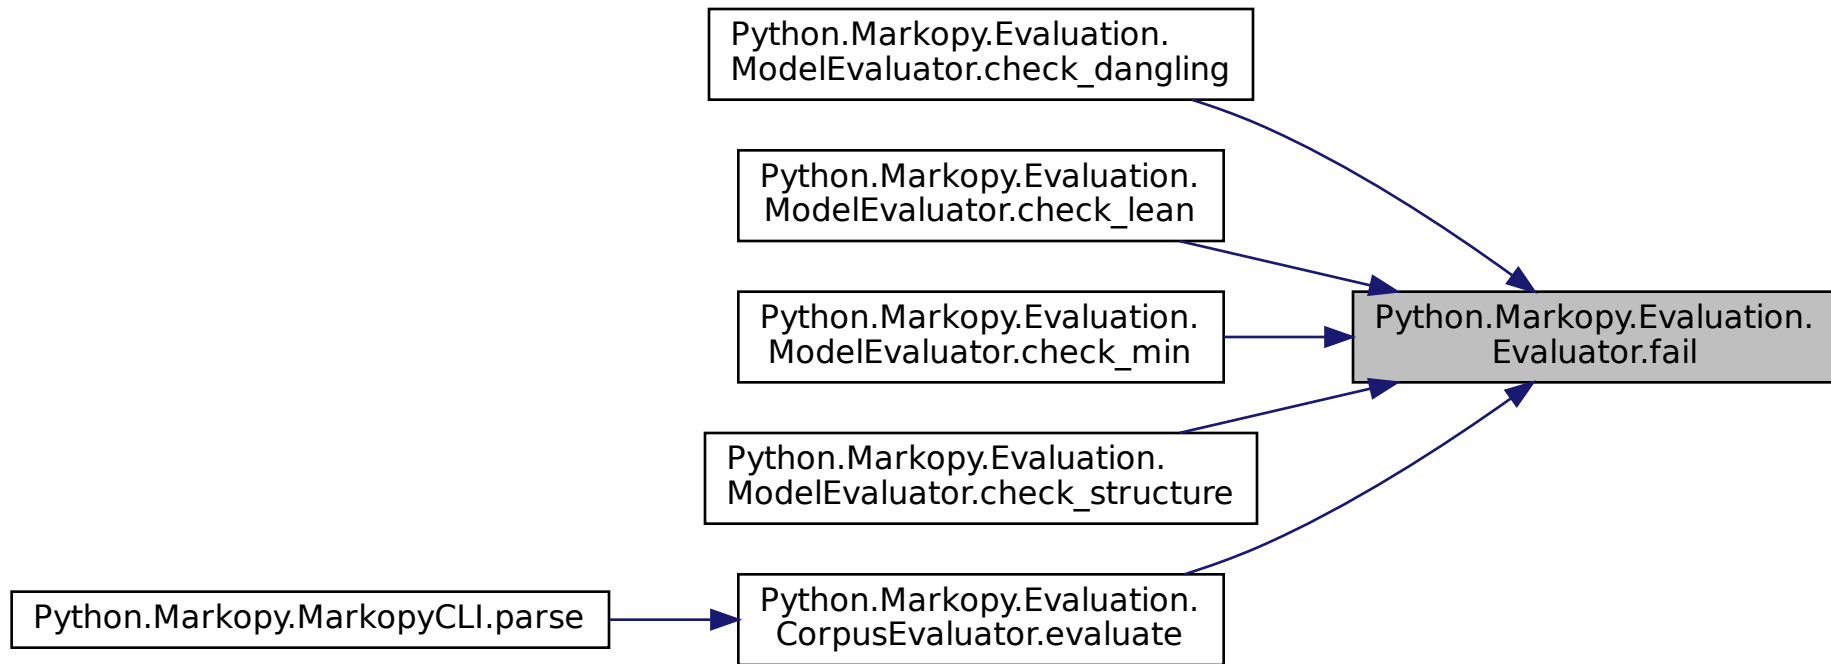 Python.Markopy.Evaluation.
ModelEvaluator.check_dangling
Python.Markopy.Evaluation.
ModelEvaluator.check_lean
Python.Markopy.Evaluation.
ModelEvaluator.check_min
Python.Markopy.Evaluation.
Evaluator.fail
Python.Markopy.Evaluation.
ModelEvaluator.check_structure
Python.Markopy.MarkopyCLI.parse
Python.Markopy.Evaluation.
CorpusEvaluator.evaluate